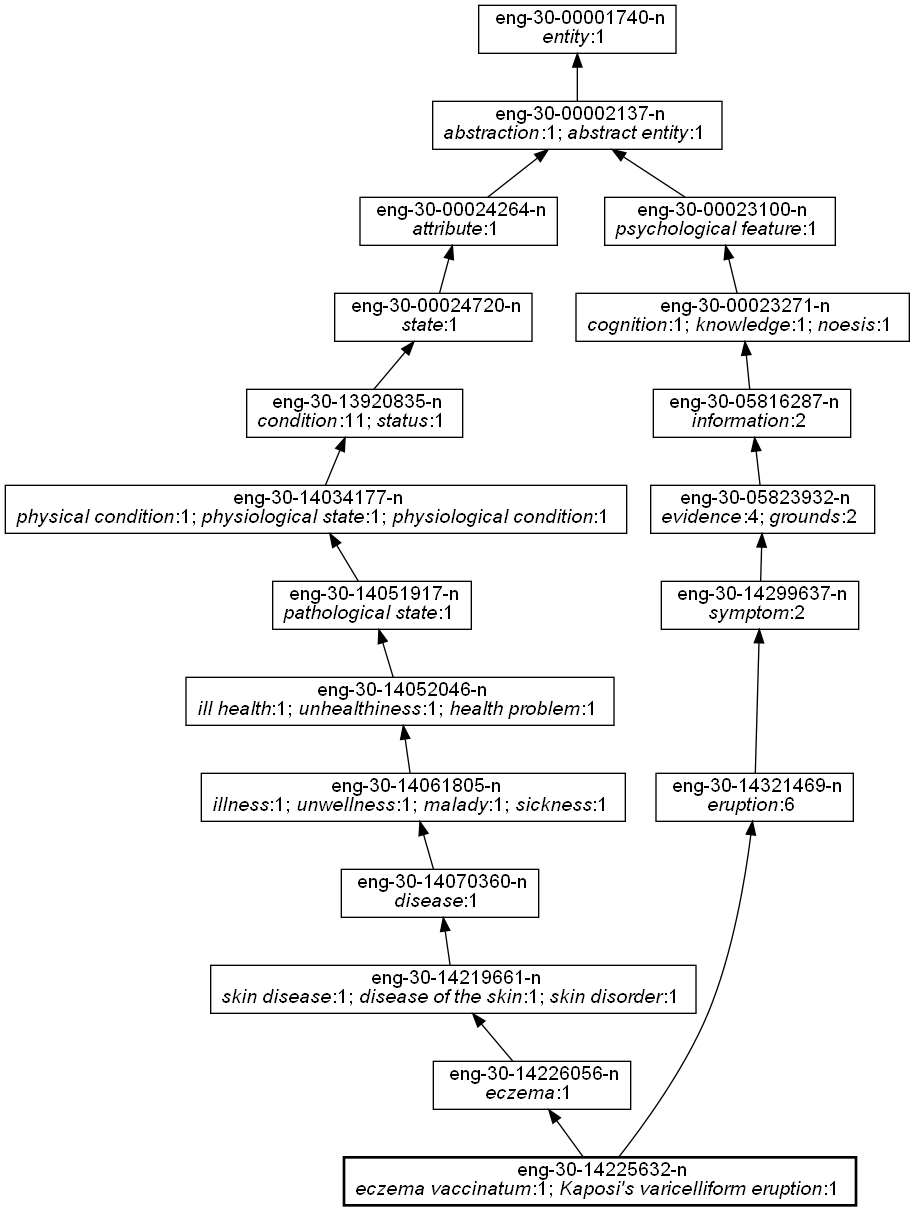 eng-30-00001740-n
entity:1
eng-30-00002137-n
abstraction:1; abstract entity:1
eng-30-00024264-n
attribute:1
eng-30-00023100-n
psychological feature:1
eng-30-00024720-n
state:1
eng-30-00023271-n
cognition:1; knowledge:1; noesis:1
eng-30-13920835-n
condition:11; status:1
eng-30-05816287-n
information:2
eng-30-14034177-n
physical condition:1; physiological state:1; physiological condition:1
eng-30-05823932-n
evidence:4; grounds:2
eng-30-14051917-n
pathological state:1
eng-30-14299637-n
symptom:2
eng-30-14052046-n
ill health:1; unhealthiness:1; health problem:1
eng-30-14061805-n
illness:1; unwellness:1; malady:1; sickness:1
eng-30-14321469-n
eruption:6
eng-30-14070360-n
disease:1
eng-30-14219661-n
skin disease:1; disease of the skin:1; skin disorder:1
eng-30-14226056-n
eczema:1
eng-30-14225632-n
eczema vaccinatum:1; Kaposi's varicelliform eruption:1